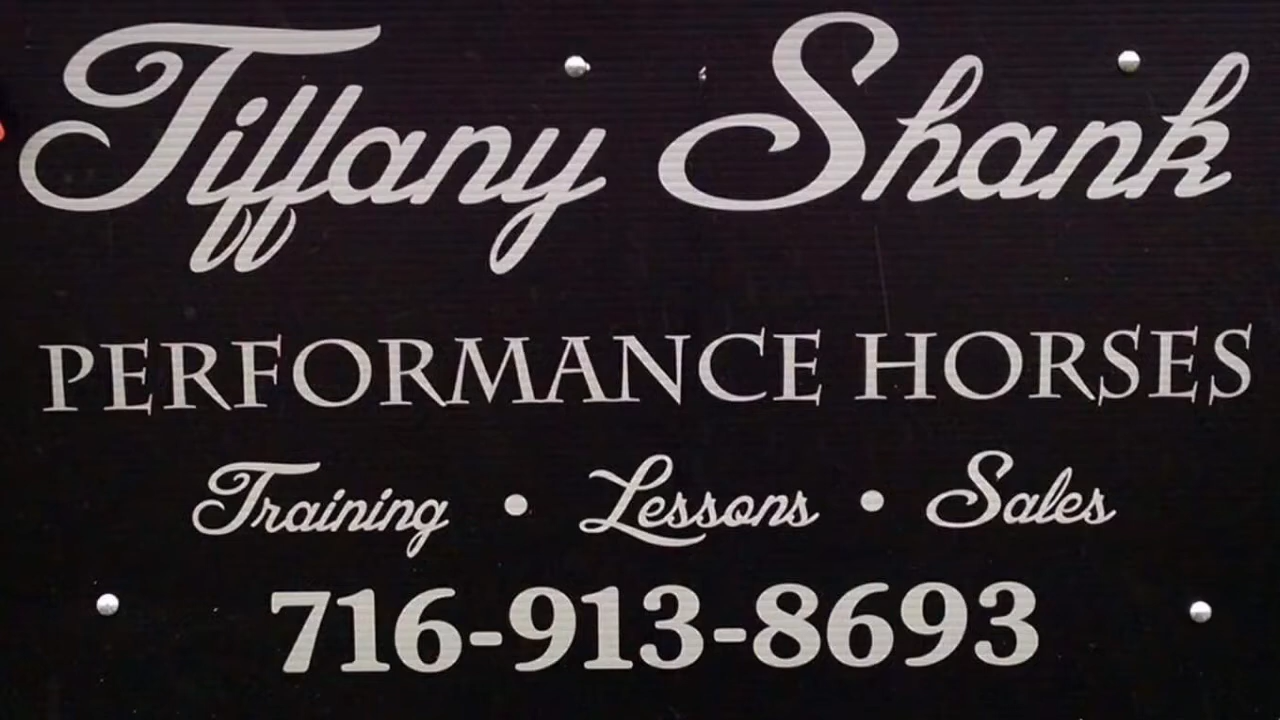 Tiffany Shank
PERFORMANCE HORSES
Training • Lessons • Sales
716-913-8693